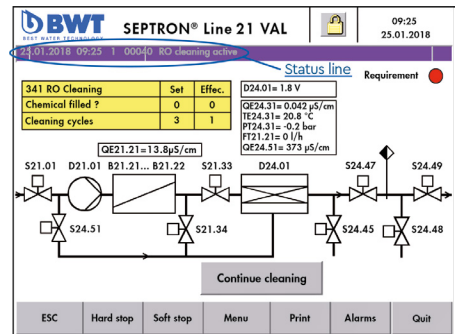 BWT
BEST WATER TECHNOLOGY
SEPTRON® Line 21 VAL
09:25
25.01.2018
25.01.2018 09:25 1 00040 RO cleaning active
Status line
Requirement
341 RO Cleaning Set Effec.
Chemical filled ? 0 0
Cleaning cycles 3 1
D24.01= 1.8 V
QE24.31= 0.042 µS/cm
TE24.31= 20.8 °C
PT24.31= -0.2 bar
FT21.21= 0 l/h
QE24.51= 373 µS/cm
QE21.21=13.8µS/cm
S21.01 D21.01 B21.21... B21.22 S21.33 D24.01 S24.47 S24.49
S24.51 S21.34 S24.45 S24.48
Continue cleaning
ESC Hard stop Soft stop Menu Print Alarms Quit